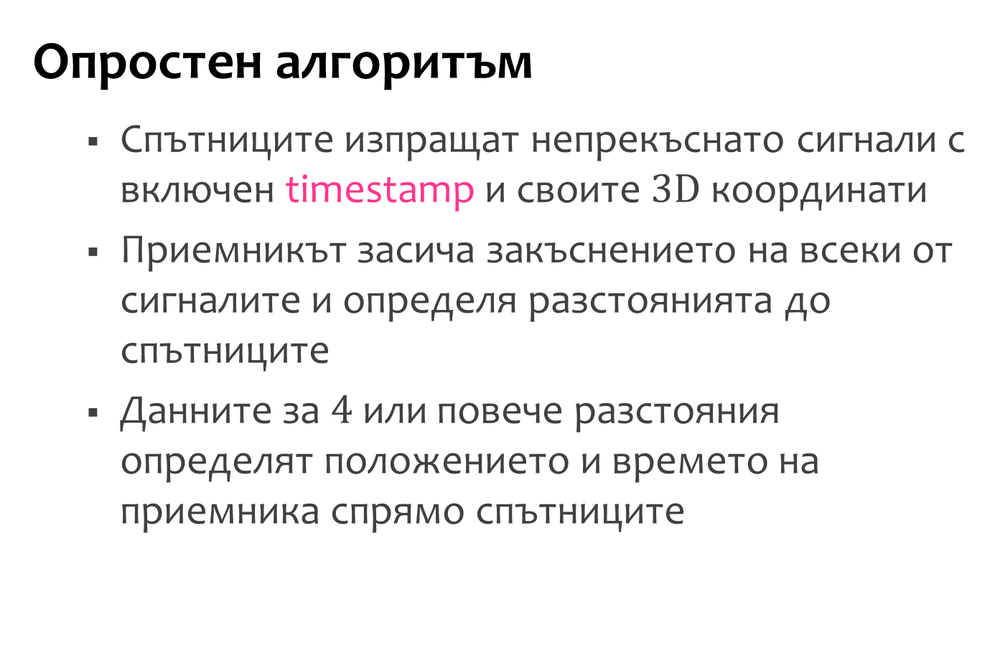 Опростен алгоритъм
▪ Спътниците изпращат непрекъснато сигнали с
включен timestamp и своите 3D координати
▪ Приемникът засича закъснението на всеки от
сигналите и определя разстоянията до
спътниците
▪ Данните за 4 или повече разстояния
определят положението и времето на
приемника спрямо спътниците